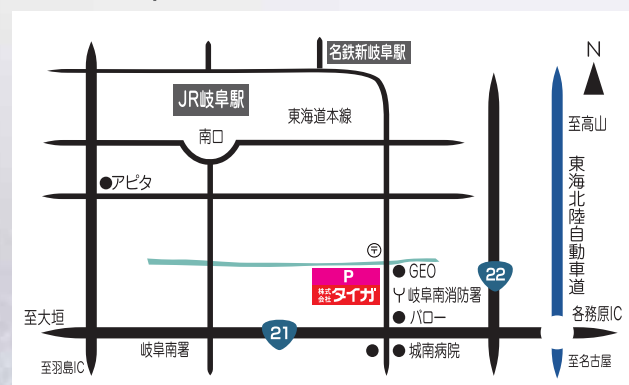 名鉄新岐阜駅
N
JR岐阜駅
東海道本線
至高山
南口
アピタ
東海北陸自動車道
〒
GEO
P
22
株式会社タイガ
岐阜南消防署
バロー
各務原IC
至大垣
21
岐阜南署
城南病院
至羽島IC
至名古屋